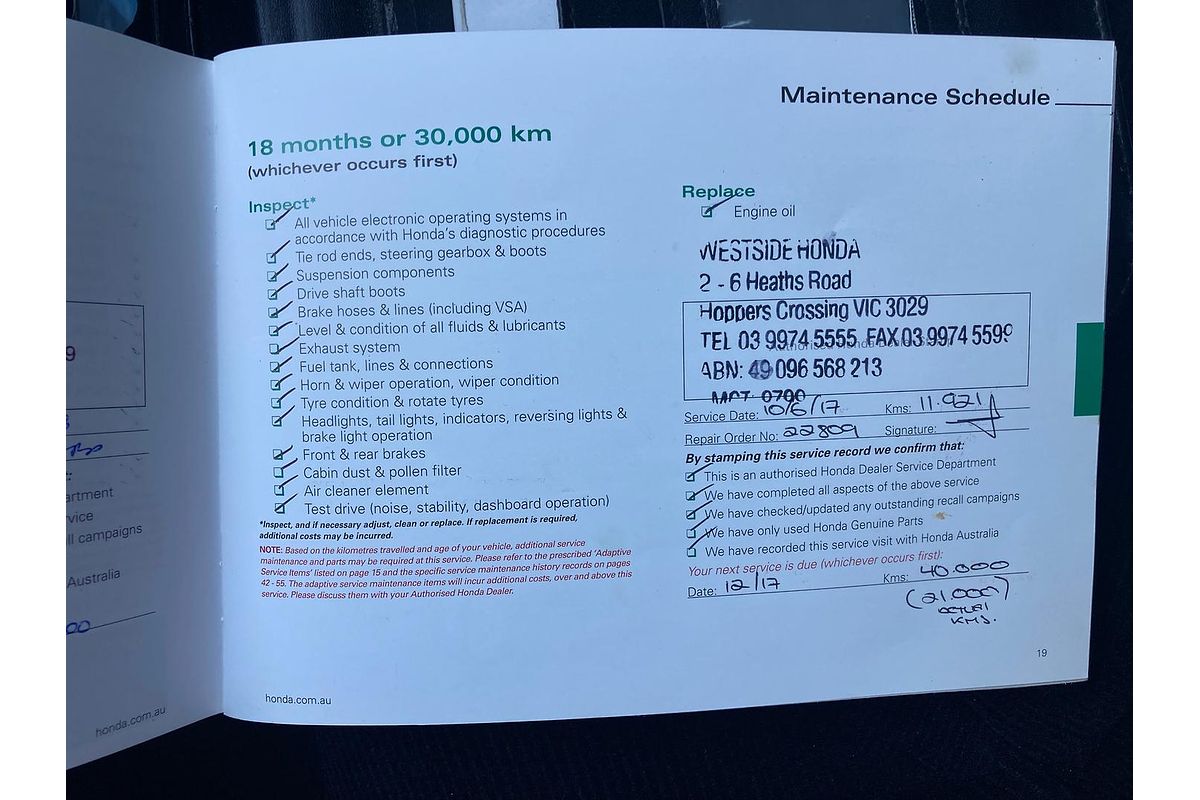 9
artment
vice
ll campaigns
Australia
00
honda.com.au
Maintenance Schedule
18 months or 30,000 km
(whichever occurs first)
Inspect*
All vehicle electronic operating systems in
accordance with Honda's diagnostic procedures
Tie rod ends, steering gearbox & boots
Suspension components
Drive shaft boots
Brake hoses & lines (including VSA)
Level & condition of all fluids & lubricants
Exhaust system
Fuel tank, lines & connections
Horn & wiper operation, wiper condition
Tyre condition & rotate tyres
Headlights, tail lights, indicators, reversing lights &
brake light operation
Front & rear brakes
Cabin dust & pollen filter
Air cleaner element
Test drive (noise, stability, dashboard operation)
*Inspect, and if necessary adjust, clean or replace. If replacement is required,
additional costs may be incurred.
NOTE: Based on the kilometres travelled and age of your vehicle, additional service
maintenance and parts may be required at this service. Please refer to the prescribed 'Adaptive
Service Items' listed on page 15 and the specific service maintenance history records on pages
42 - 55. The adaptive service maintenance items will incur additional costs, over and above this
service. Please discuss them with your Authorised Honda Dealer.
honda.com.au
Replace
Engine oil
WESTSIDE HONDA
2 - 6 Heaths Road
Hoppers Crossing VIC 3029
TEL 03 9974 5555 FAX 03 9974 5599
ABN: 49 096 568 213
MCT 0790
Service Date: 10/6/17 Kms: 11.921
Repair Order No: 22809 Signature:
By stamping this service record we confirm that:
This is an authorised Honda Dealer Service Department
We have completed all aspects of the above service
We have checked/updated any outstanding recall campaigns
We have only used Honda Genuine Parts
We have recorded this service visit with Honda Australia
Your next service is due (whichever occurs first):
Date: 12/17 Kms: 40.000
(21.000)
KMS.
19